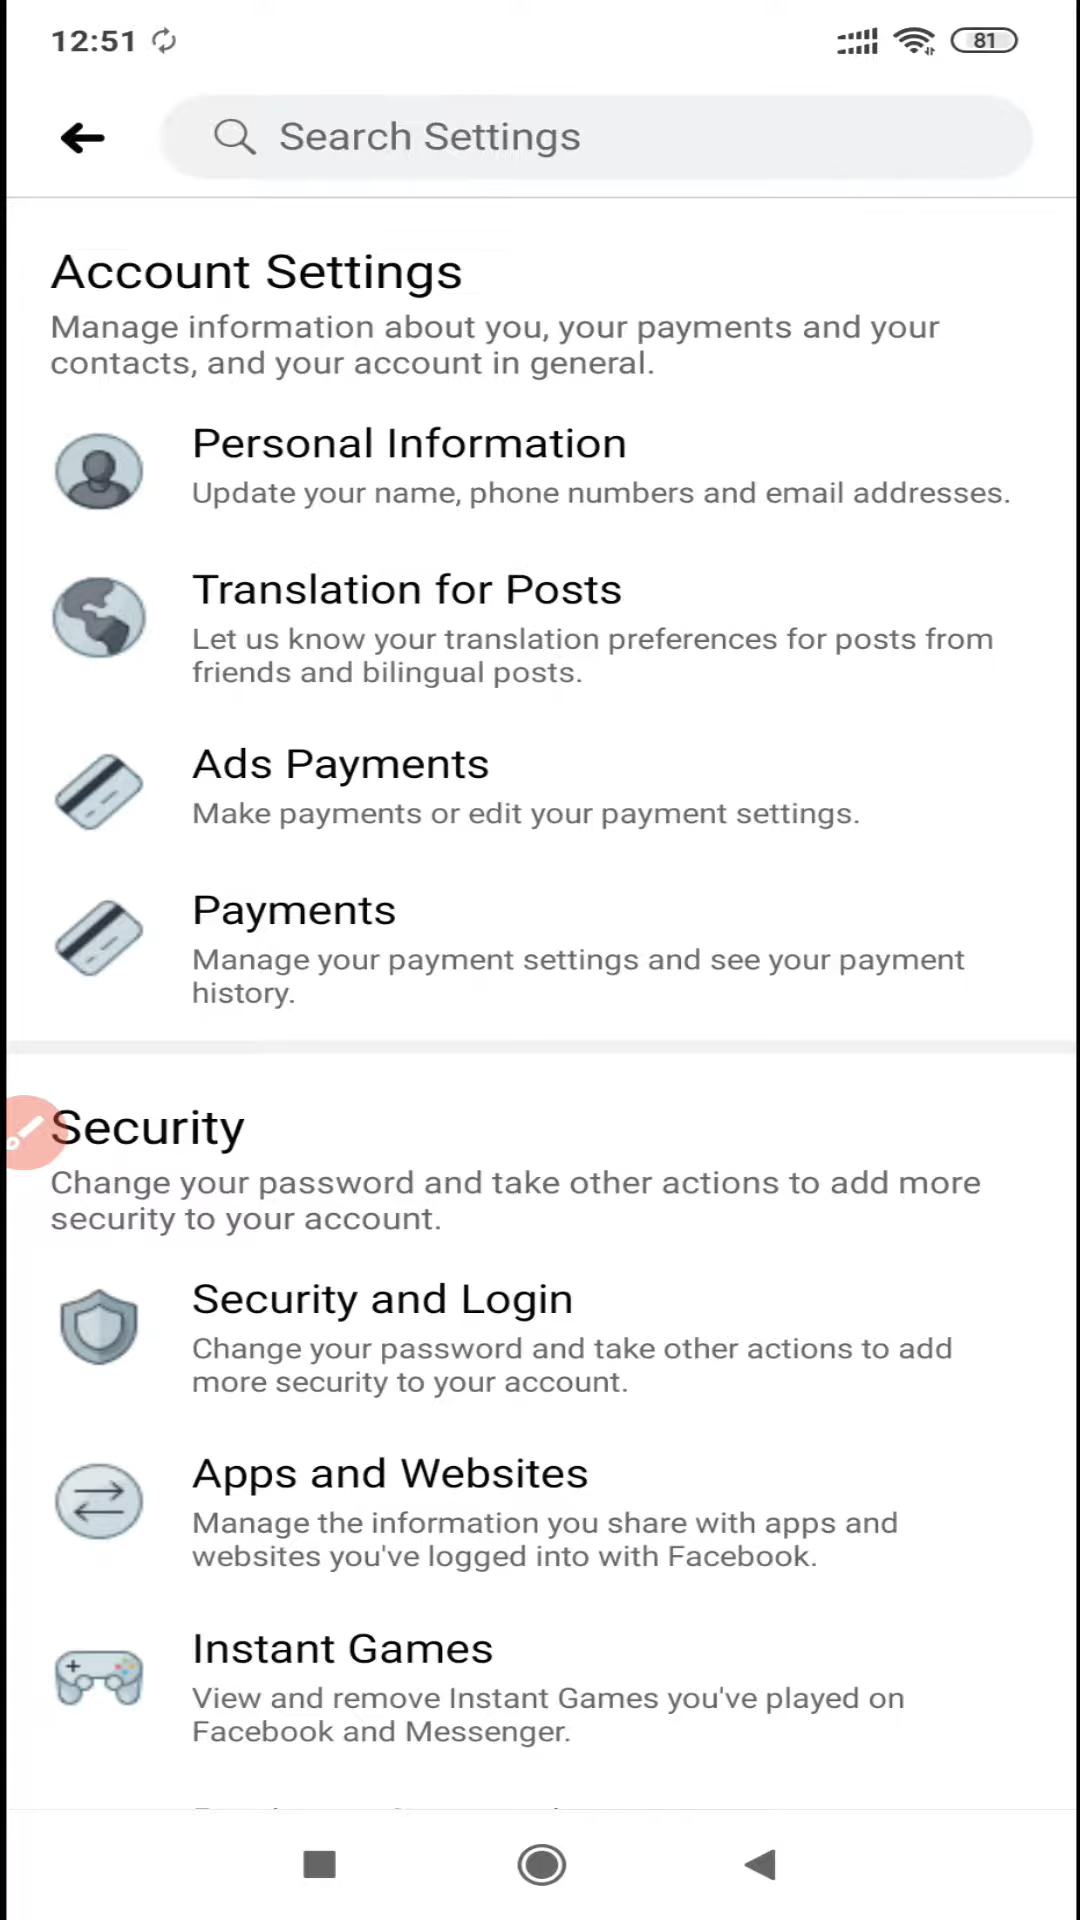 12:51
81
Search Settings
Account Settings
Manage information about you, your payments and your
contacts, and your account in general.
Personal Information
Update your name, phone numbers and email addresses.
Translation for Posts
Let us know your translation preferences for posts from
friends and bilingual posts.
Ads Payments
Make payments or edit your payment settings.
Payments
Manage your payment settings and see your payment
history.
Security
Change your password and take other actions to add more
security to your account.
Security and Login
Change your password and take other actions to add
more security to your account.
Apps and Websites
Manage the information you share with apps and
websites you've logged into with Facebook.
Instant Games
View and remove Instant Games you've played on
Facebook and Messenger.